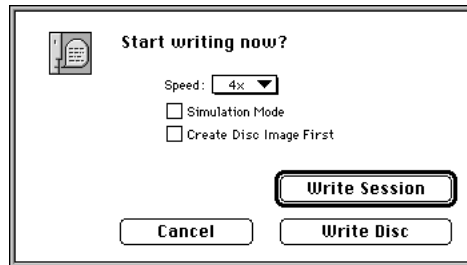 Start writing now?
Speed: 4x
Simulation Mode
Create Disc Image First
Write Session
Cancel Write Disc